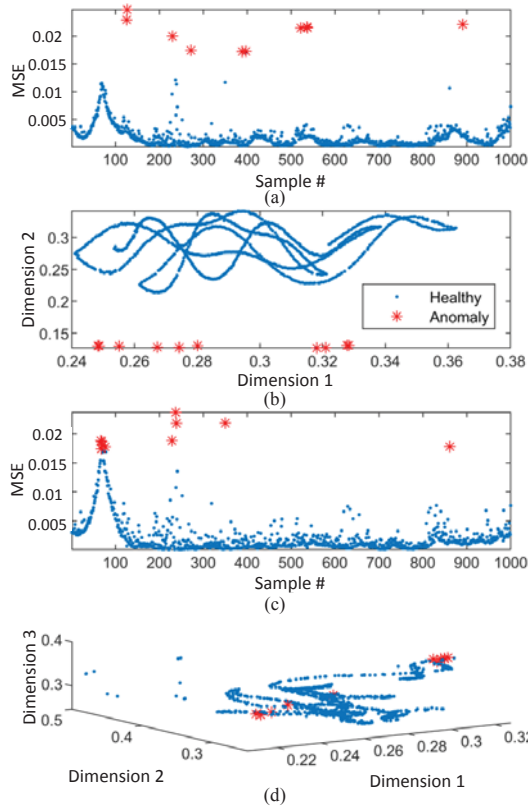 MSE
0.02
0.015
0.01
0.005
100 200 300 400 500 600 700 800 900 1000
Sample #
(a)
Dimension 2
0.3
0.25
0.2
0.15
Healthy
Anomaly
0.24 0.26 0.28 0.3 0.32 0.34 0.36 0.38
Dimension 1
(b)
MSE
0.02
0.015
0.01
0.005
100 200 300 400 500 600 700 800 900 1000
Sample #
(c)
Dimension 3
0.4
0.3
0.5
0.4
0.3
0.22 0.24 0.26 0.28 0.3 0.32
Dimension 2
Dimension 1
(d)